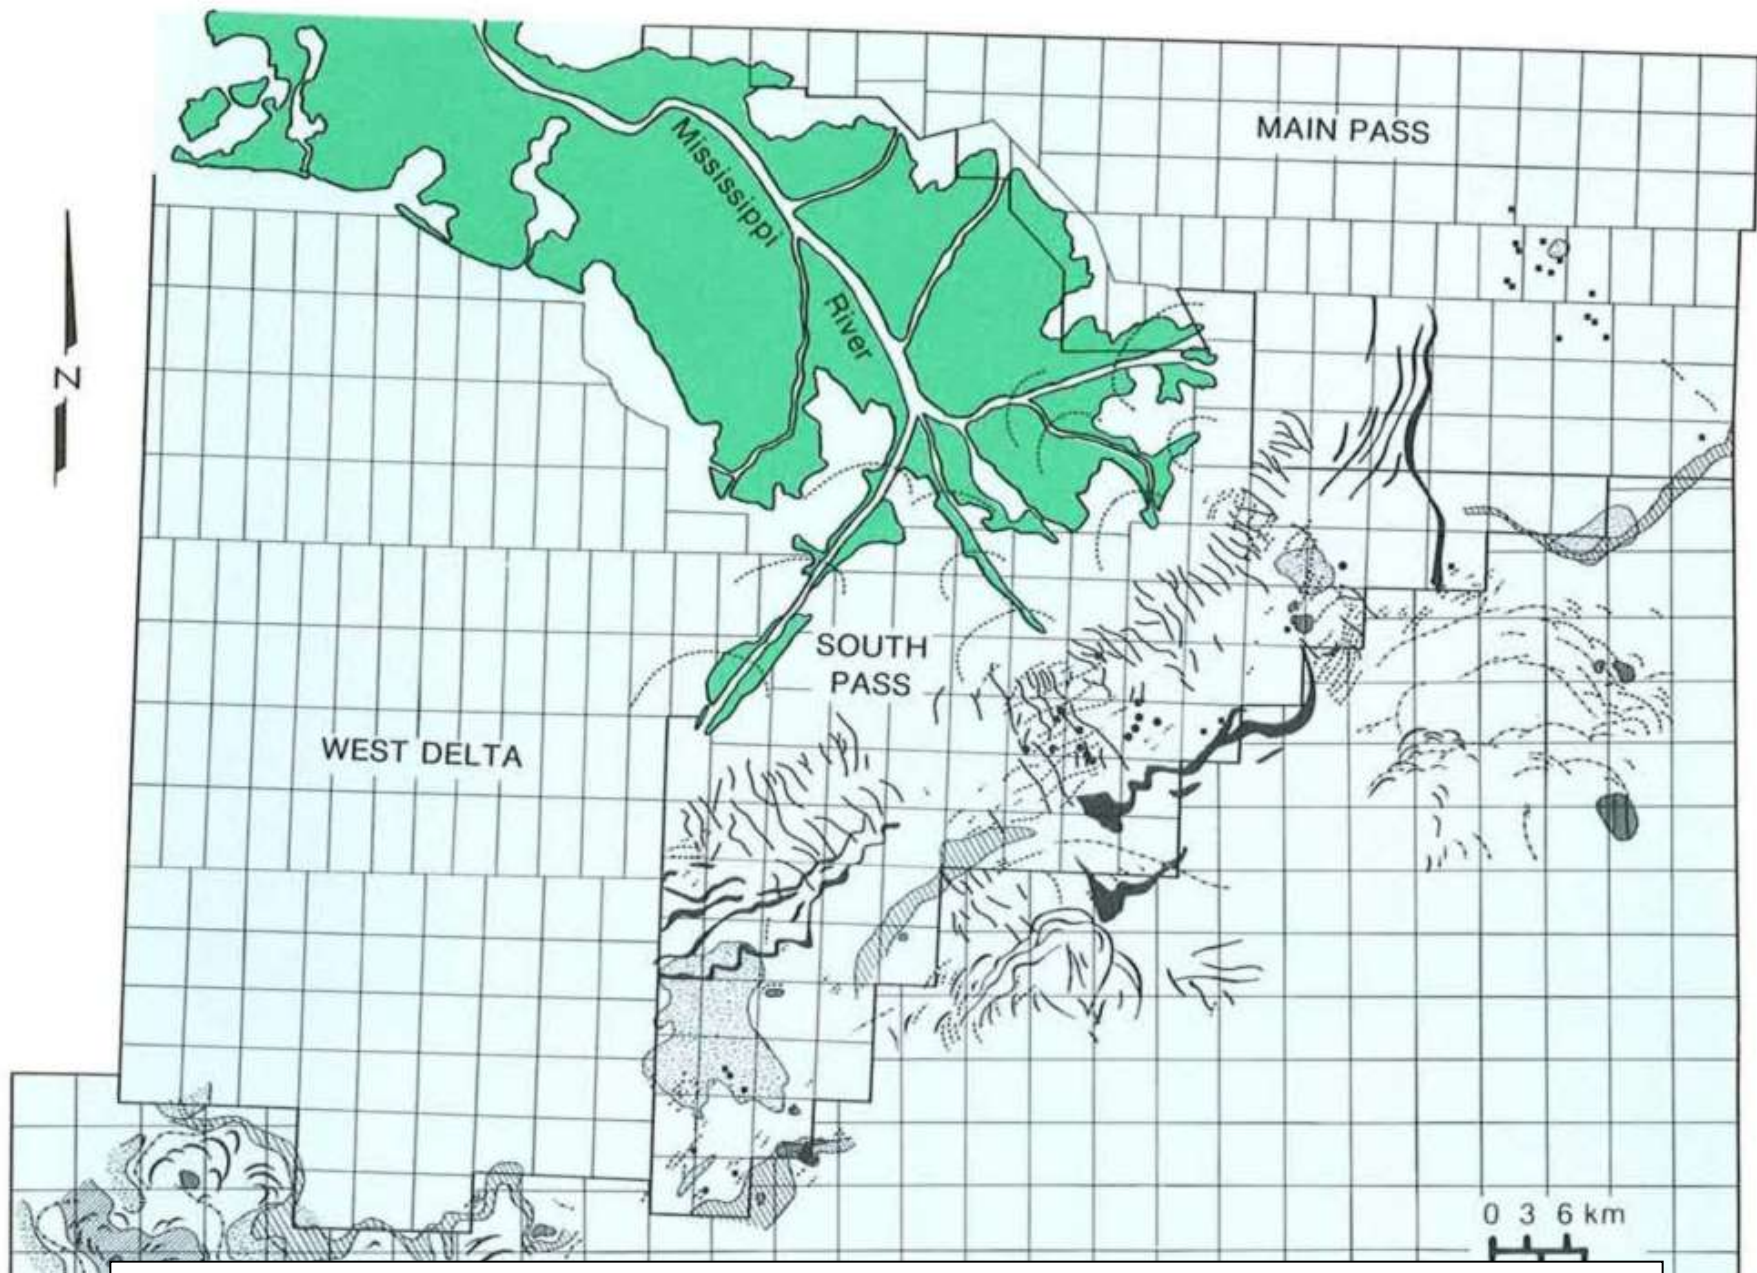 MAIN PASS
Mississippi
River
N
SOUTH
PASS
WEST DELTA
0 3 6 km